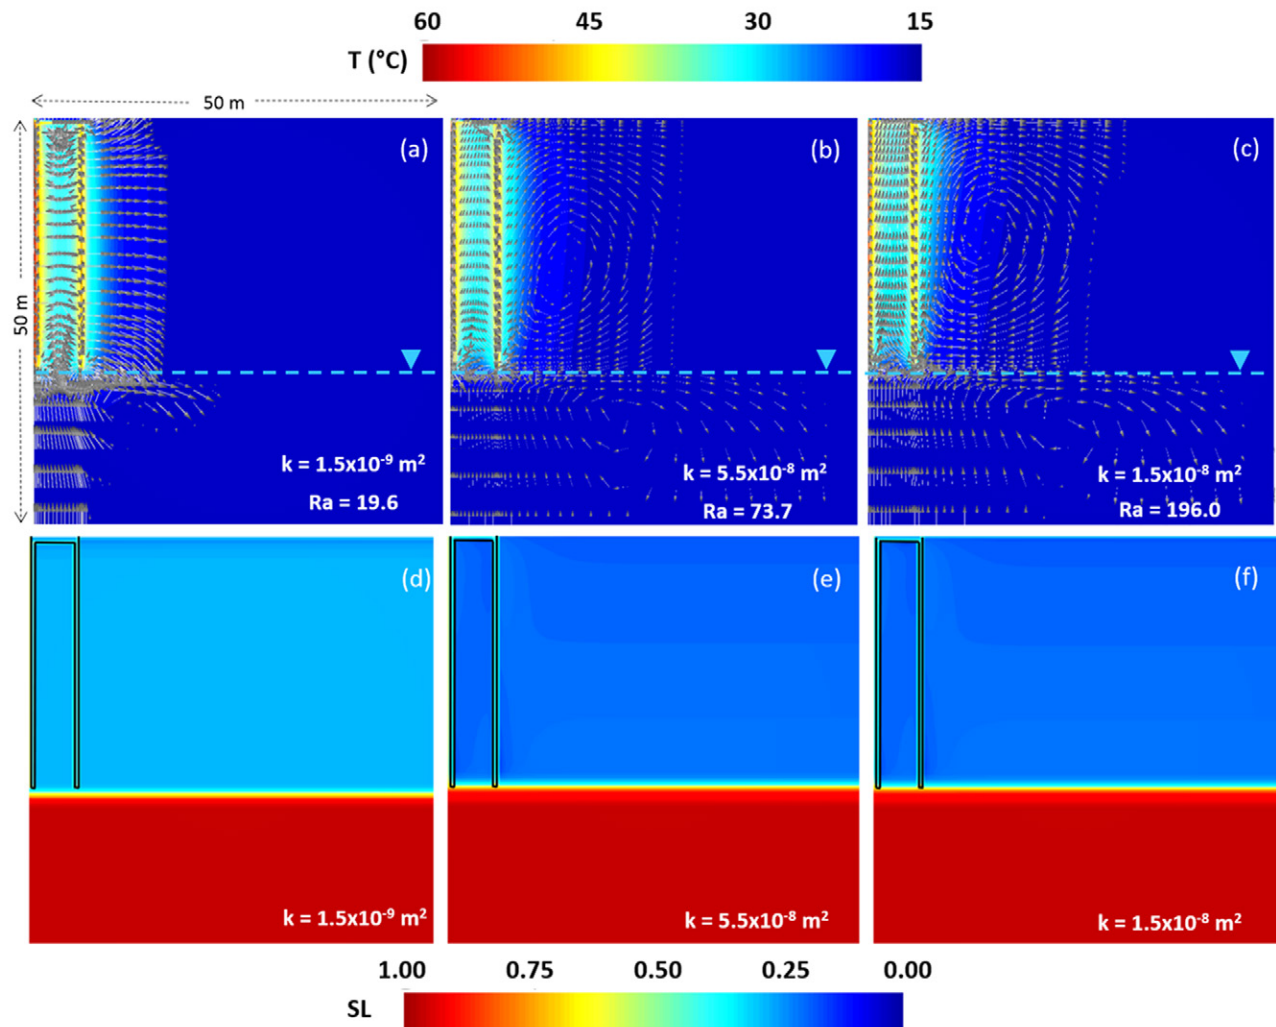 60 45 30 15
T (°C)
50 m
50 m
(a) (b) (c)
k = 1.5x10⁻⁹ m²
Ra = 19.6
k = 5.5x10⁻⁸ m²
Ra = 73.7
k = 1.5x10⁻⁸ m²
Ra = 196.0
(d) (e) (f)
k = 1.5x10⁻⁹ m²
k = 5.5x10⁻⁸ m²
k = 1.5x10⁻⁸ m²
1.00 0.75 0.50 0.25 0.00
SL